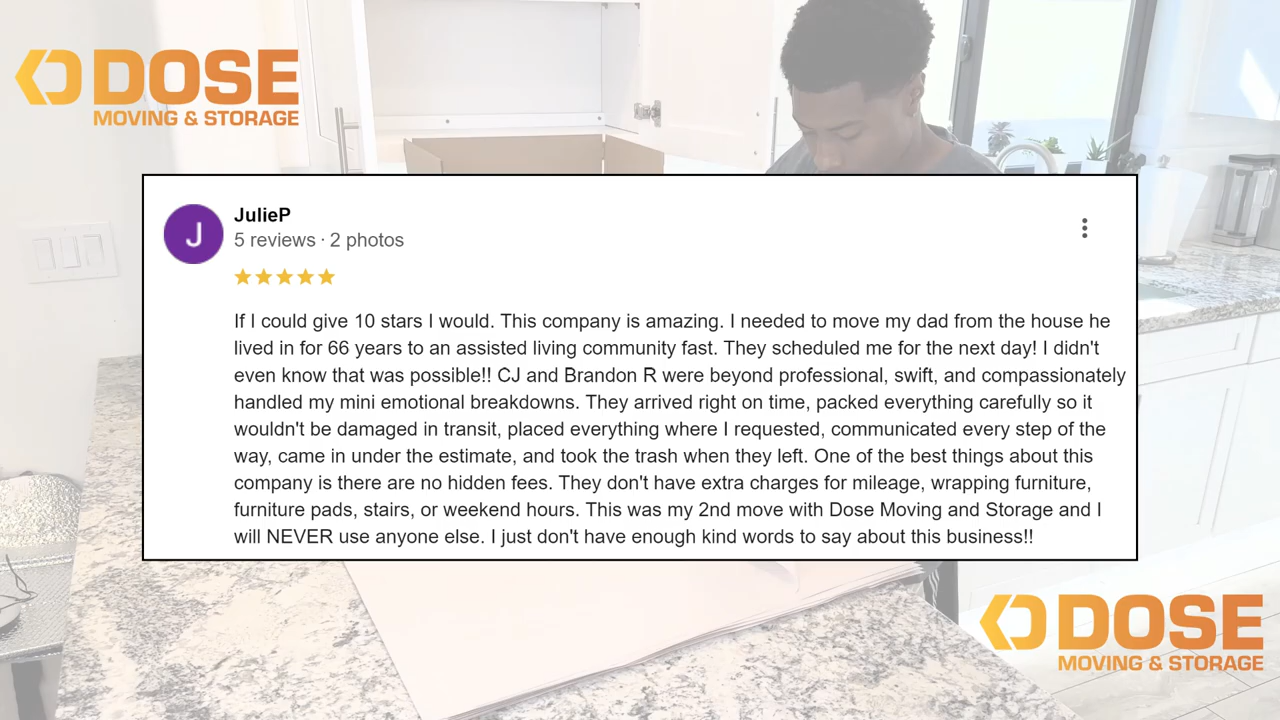 DOSE
MOVING & STORAGE
J
JulieP
5 reviews · 2 photos
If I could give 10 stars I would. This company is amazing. I needed to move my dad from the house he
lived in for 66 years to an assisted living community fast. They scheduled me for the next day! I didn't
even know that was possible!! CJ and Brandon R were beyond professional, swift, and compassionately
handled my mini emotional breakdowns. They arrived right on time, packed everything carefully so it
wouldn't be damaged in transit, placed everything where I requested, communicated every step of the
way, came in under the estimate, and took the trash when they left. One of the best things about this
company is there are no hidden fees. They don't have extra charges for mileage, wrapping furniture,
furniture pads, stairs, or weekend hours. This was my 2nd move with Dose Moving and Storage and I
will NEVER use anyone else. I just don't have enough kind words to say about this business!!
DOSE
MOVING & STORAGE